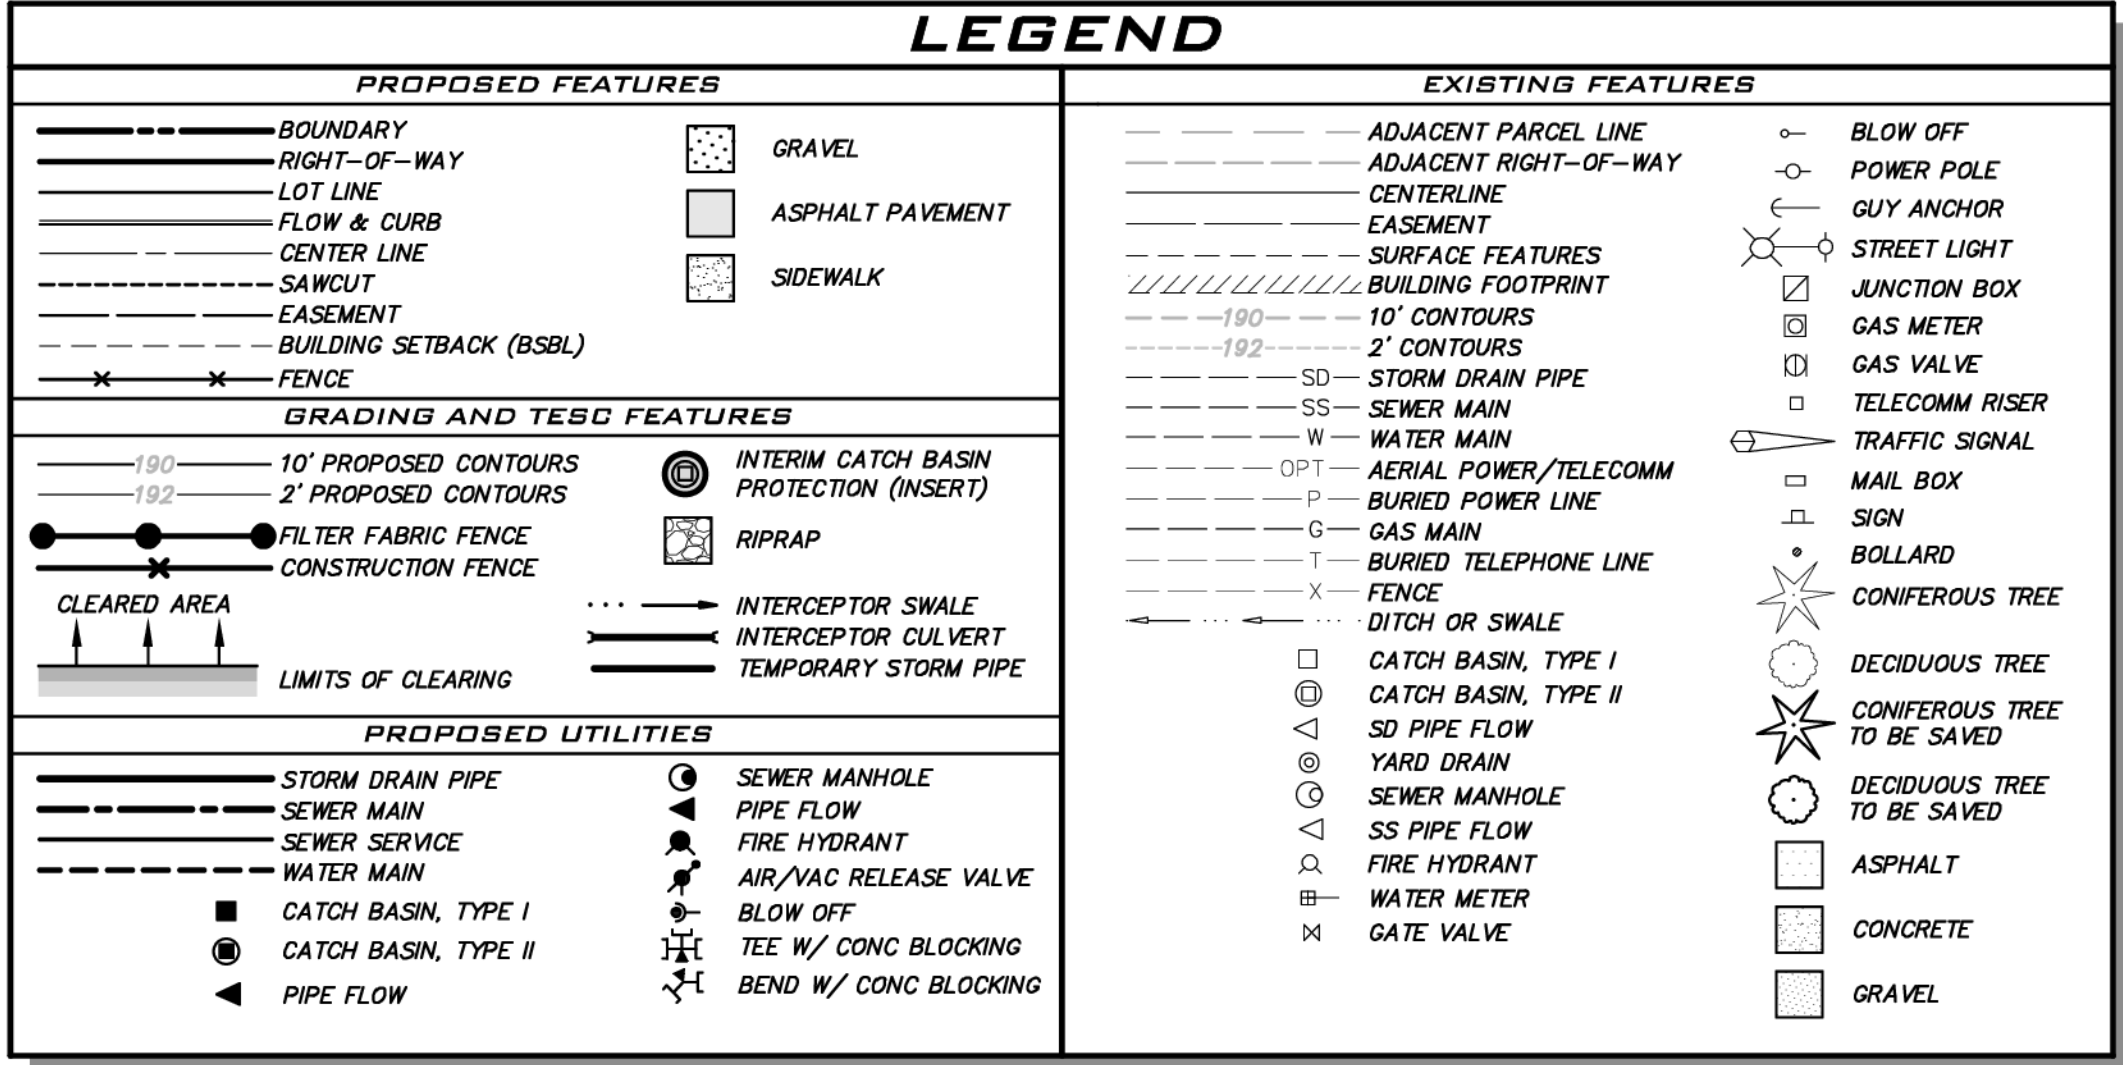 LEGEND
PROPOSED FEATURES
BOUNDARY
RIGHT-OF-WAY
LOT LINE
FLOW & CURB
CENTER LINE
SAWCUT
EASEMENT
BUILDING SETBACK (BSBL)
FENCE
GRAVEL
ASPHALT PAVEMENT
SIDEWALK
GRADING AND TESC FEATURES
190 10' PROPOSED CONTOURS
192 2' PROPOSED CONTOURS
FILTER FABRIC FENCE
CONSTRUCTION FENCE
CLEARED AREA
LIMITS OF CLEARING
INTERIM CATCH BASIN
PROTECTION (INSERT)
RIPRAP
INTERCEPTOR SWALE
INTERCEPTOR CULVERT
TEMPORARY STORM PIPE
PROPOSED UTILITIES
STORM DRAIN PIPE
SEWER MAIN
SEWER SERVICE
WATER MAIN
CATCH BASIN, TYPE I
CATCH BASIN, TYPE II
PIPE FLOW
SEWER MANHOLE
PIPE FLOW
FIRE HYDRANT
AIR/VAC RELEASE VALVE
BLOW OFF
TEE W/ CONC BLOCKING
BEND W/ CONC BLOCKING
EXISTING FEATURES
ADJACENT PARCEL LINE
ADJACENT RIGHT-OF-WAY
CENTERLINE
EASEMENT
SURFACE FEATURES
BUILDING FOOTPRINT
190 10' CONTOURS
192 2' CONTOURS
SD STORM DRAIN PIPE
SS SEWER MAIN
W WATER MAIN
OPT AERIAL POWER/TELECOMM
P BURIED POWER LINE
G GAS MAIN
T BURIED TELEPHONE LINE
X FENCE
DITCH OR SWALE
CATCH BASIN, TYPE I
CATCH BASIN, TYPE II
SD PIPE FLOW
YARD DRAIN
SEWER MANHOLE
SS PIPE FLOW
FIRE HYDRANT
WATER METER
GATE VALVE
BLOW OFF
POWER POLE
GUY ANCHOR
STREET LIGHT
JUNCTION BOX
GAS METER
GAS VALVE
TELECOMM RISER
TRAFFIC SIGNAL
MAIL BOX
SIGN
BOLLARD
CONIFEROUS TREE
DECIDUOUS TREE
CONIFEROUS TREE
TO BE SAVED
DECIDUOUS TREE
TO BE SAVED
ASPHALT
CONCRETE
GRAVEL